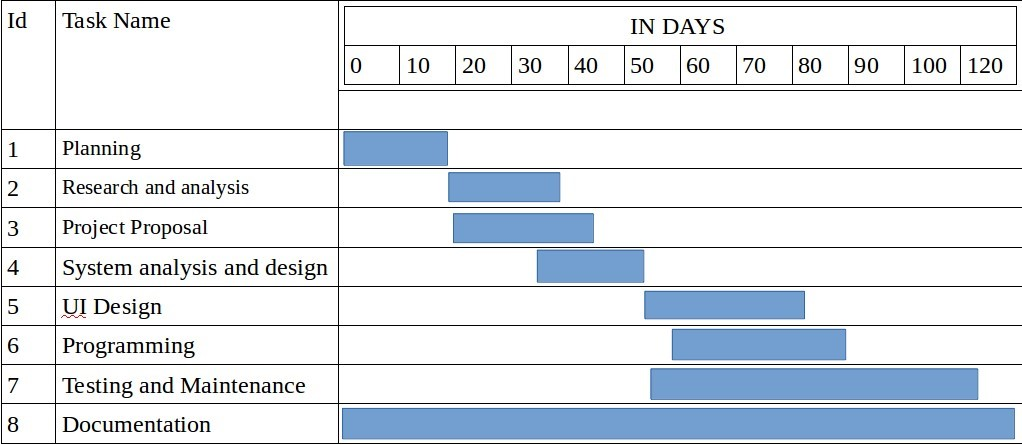 Id Task Name IN DAYS
0 10 20 30 40 50 60 70 80 90 100 120
1 Planning
2 Research and analysis
3 Project Proposal
4 System analysis and design
5 UI Design
6 Programming
7 Testing and Maintenance
8 Documentation